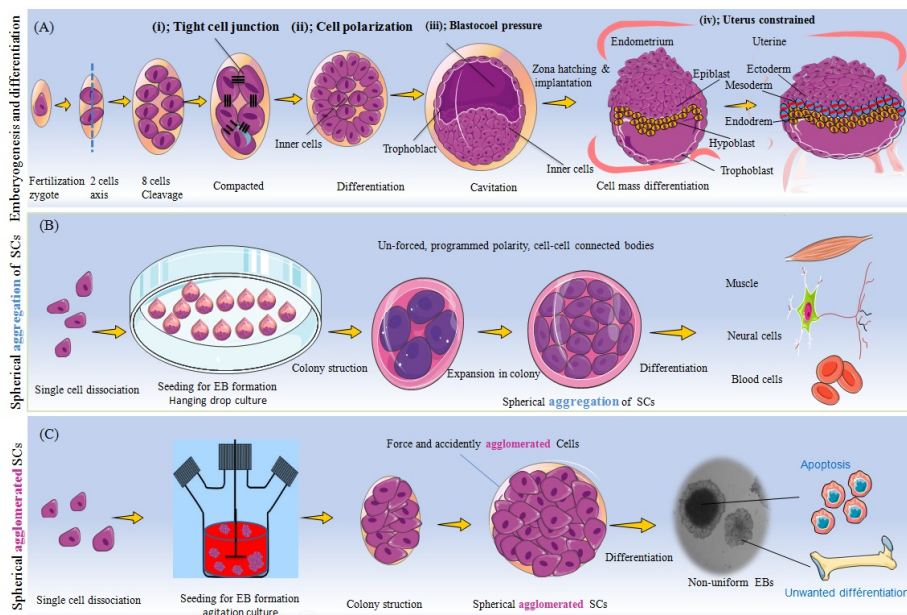 Emberyogenesis and differentiation
(A)
(i); Tight cell junction
(ii); Cell polarization
(iii); Blastocoel pressure
(iv); Uterus constrained
Endometrium
Uterine
Zona hatching &
implantation
Epiblast
Ectoderm
Mesoderm
Endodrem
Inner cells
Trophoblact
Inner cells
Hypoblast
Trophoblast
Fertilization
zygote
2 cells
axis
8 cells
Cleavage
Compacted
Differentiation
Cavitation
Cell mass differentiation
Spherical aggregation of SCs
(B)
Un-forced, programmed polarity, cell-cell connected bodies
Muscle
Neural cells
Blood cells
Single cell dissociation
Seeding for EB formation
Hanging drop culture
Colony struction
Expansion in colony
Differentiation
Spherical aggregation of SCs
Spherical agglomerated SCs
(C)
Force and accidently agglomerated Cells
Apoptosis
Differentiation
Non-uniform EBs
Unwanted différentiation
Single cell dissociation
Seeding for EB formation
agitation culture
Colony struction
Spherical agglomerated SCs